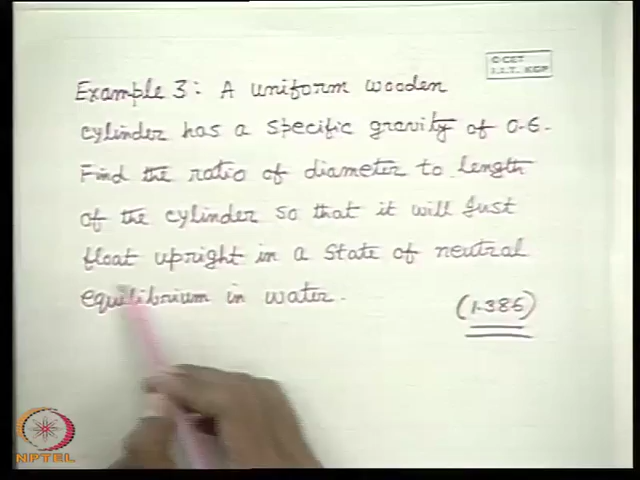 © CET
I.I.T. KGP
Example 3: A uniform wooden
cylinder has a specific gravity of 0.6.
Find the ratio of diameter to length
of the cylinder so that it will just
float upright in a state of neutral
equilibrium in water.
(1.386)
NPTEL